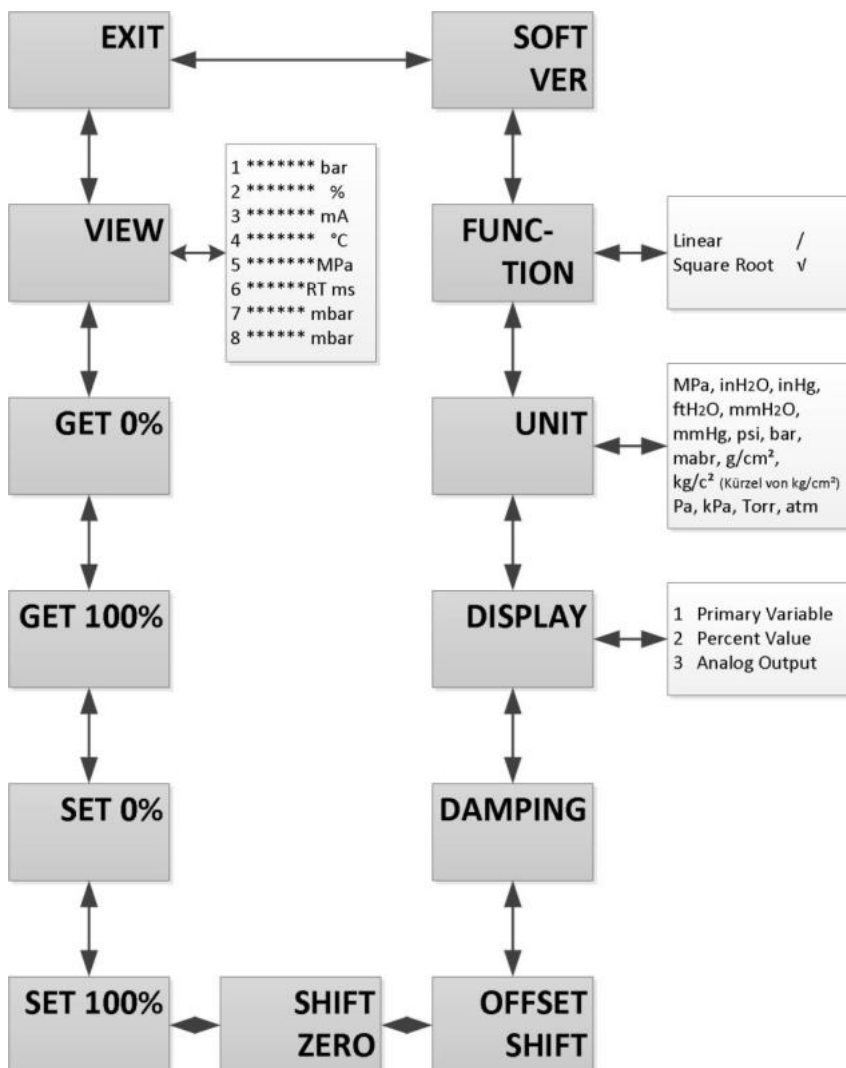 EXIT
SOFT
VER
VIEW
1 ******* bar
2 ******* %
3 ******* mA
4 ******* °C
5 *******MPa
6 ******RT ms
7 ****** mbar
8 ****** mbar
FUNC-
TION
Linear /
Square Root √
GET 0%
UNIT
MPa, inH2O, inHg,
ftH2O, mmH2O,
mmHg, psi, bar,
mabr, g/cm²,
kg/c² (Kürzel von kg/cm²)
Pa, kPa, Torr, atm
GET 100%
DISPLAY
1 Primary Variable
2 Percent Value
3 Analog Output
SET 0%
DAMPING
SET 100%
SHIFT
ZERO
OFFSET
SHIFT